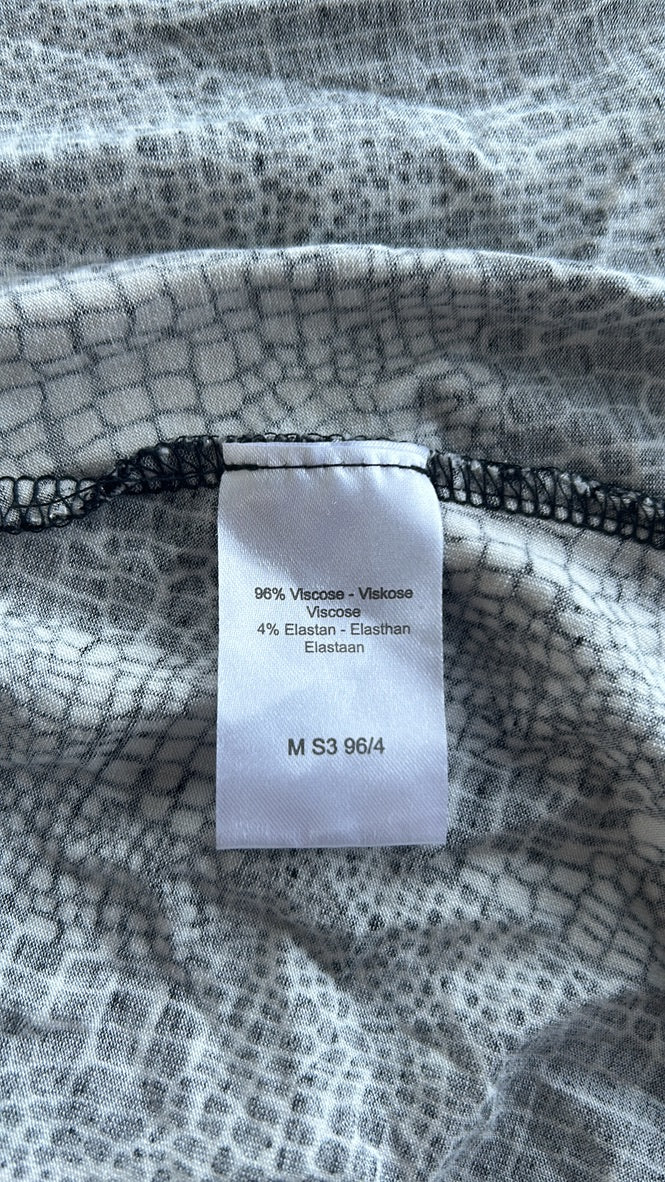 96% Viscose - Viskose
Viscose
4% Elastan - Elasthan
Elastaan
M S3 96/4